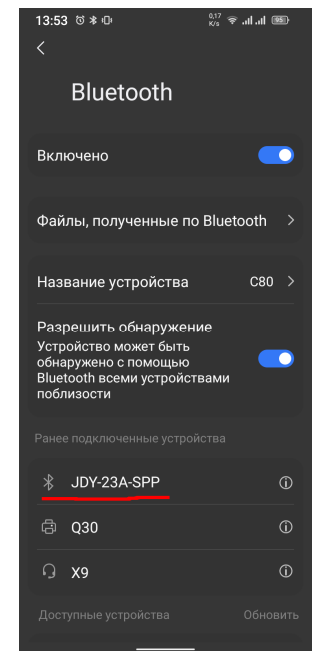 13:53
0,17
K/s
95
Bluetooth
Включено
Файлы, полученные по Bluetooth
Название устройства
C80
Разрешить обнаружение
Устройство может быть
обнаружено с помощью
Bluetooth всеми устройствами
поблизости
Ранее подключенные устройства
JDY-23A-SPP
Q30
X9
Доступные устройства
Обновить